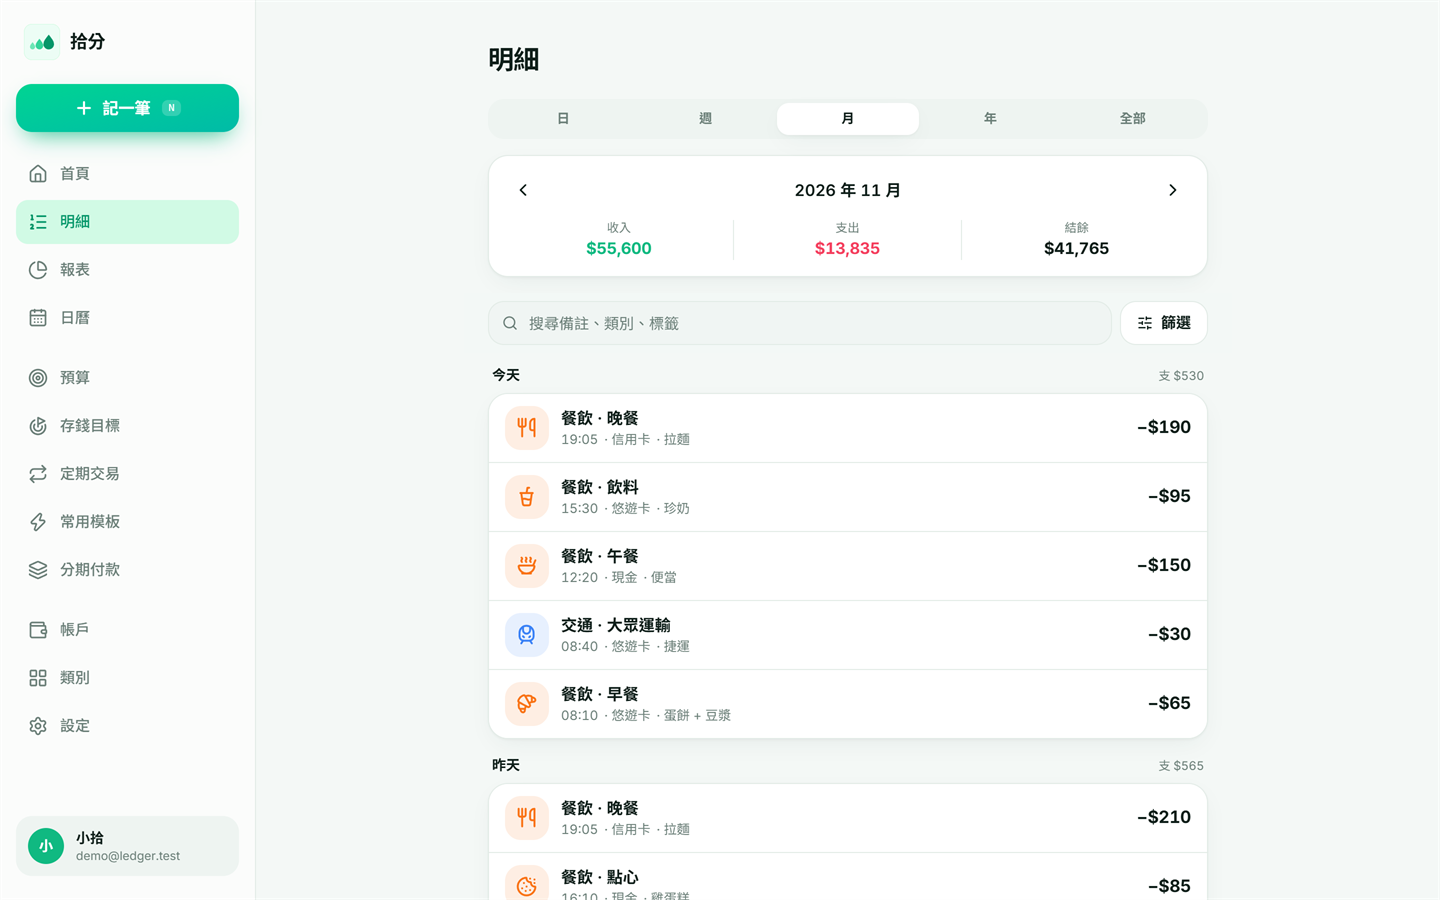 拾分
記一筆 N
首頁
明細
報表
日曆
預算
存錢目標
定期交易
常用模板
分期付款
帳戶
類別
設定
小
小拾
demo@ledger.test
明細
日 週 月 年 全部
2026 年 11 月
收入 支出 結餘
$55,600 $13,835 $41,765
搜尋備註、類別、標籤
篩選
今天 支 $530
餐飲 · 晚餐
19:05 · 信用卡 · 拉麵
−$190
餐飲 · 飲料
15:30 · 悠遊卡 · 珍奶
−$95
餐飲 · 午餐
12:20 · 現金 · 便當
−$150
交通 · 大眾運輸
08:40 · 悠遊卡 · 捷運
−$30
餐飲 · 早餐
08:10 · 悠遊卡 · 蛋餅 + 豆漿
−$65
昨天 支 $565
餐飲 · 晚餐
19:05 · 信用卡 · 拉麵
−$210
餐飲 · 點心
16:10 · 現金 · 雞蛋糕
−$85